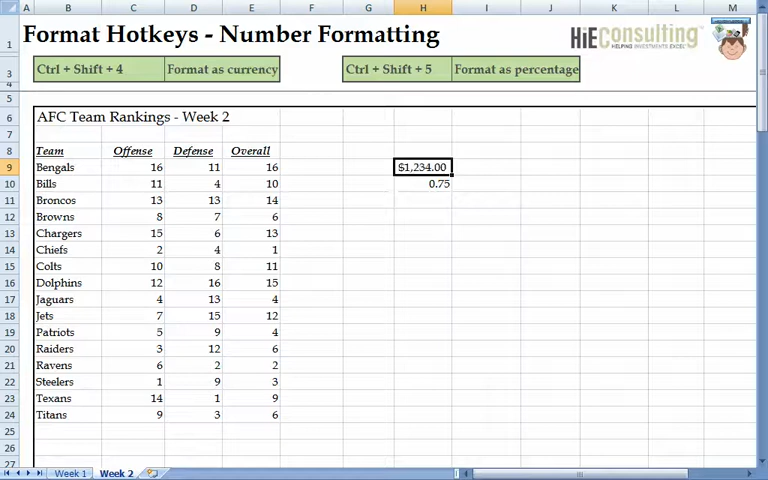 A B C D E F G H I J K L M
1 Format Hotkeys - Number Formatting HiEConsulting
HELPING INVESTMENTS EXCEL
3 Ctrl + Shift + 4 Format as currency Ctrl + Shift + 5 Format as percentage
4
5
6 AFC Team Rankings - Week 2
7
8 Team Offense Defense Overall
9 Bengals 16 11 16 $1,234.00
10 Bills 11 4 10 0.75
11 Broncos 13 13 14
12 Browns 8 7 6
13 Chargers 15 6 13
14 Chiefs 2 4 1
15 Colts 10 8 11
16 Dolphins 12 16 15
17 Jaguars 4 13 4
18 Jets 7 15 12
19 Patriots 5 9 4
20 Raiders 3 12 6
21 Ravens 6 2 2
22 Steelers 1 9 3
23 Texans 14 1 9
24 Titans 9 3 6
25
26
27
Week 1 Week 2